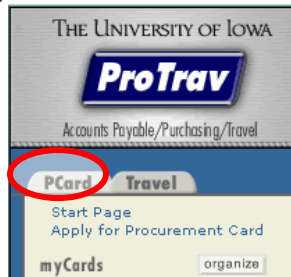 THE UNIVERSITY OF IOWA
ProTrav
Accounts Payable/Purchasing/Travel
PCard Travel
Start Page
Apply for Procurement Card
myCards organize